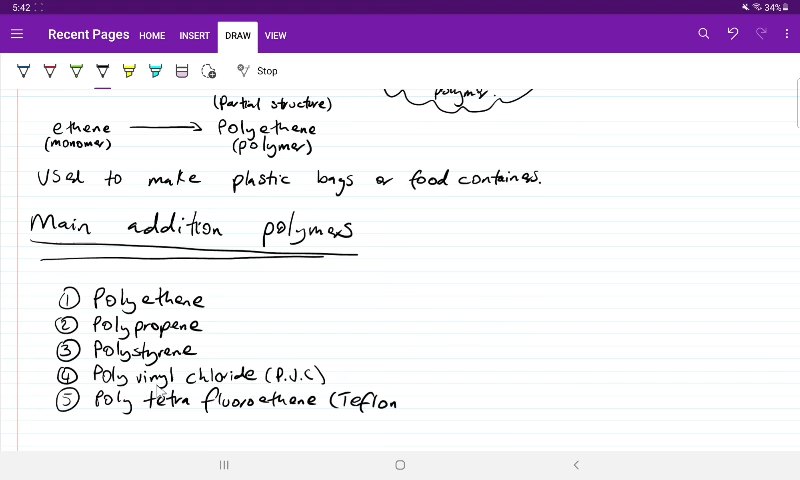 5:42
34%
Recent Pages HOME INSERT DRAW VIEW
Stop
polymer.
(Partial structure)
ethene Polyethene
(monomer) (polymer)
Used to make plastic bags or food containers.
Main addition polymers
① Polyethene
② Polypropene
③ Polystyrene
④ Poly vinyl chloride (P.V.C)
⑤ Poly tetra fluoroethene (Teflon